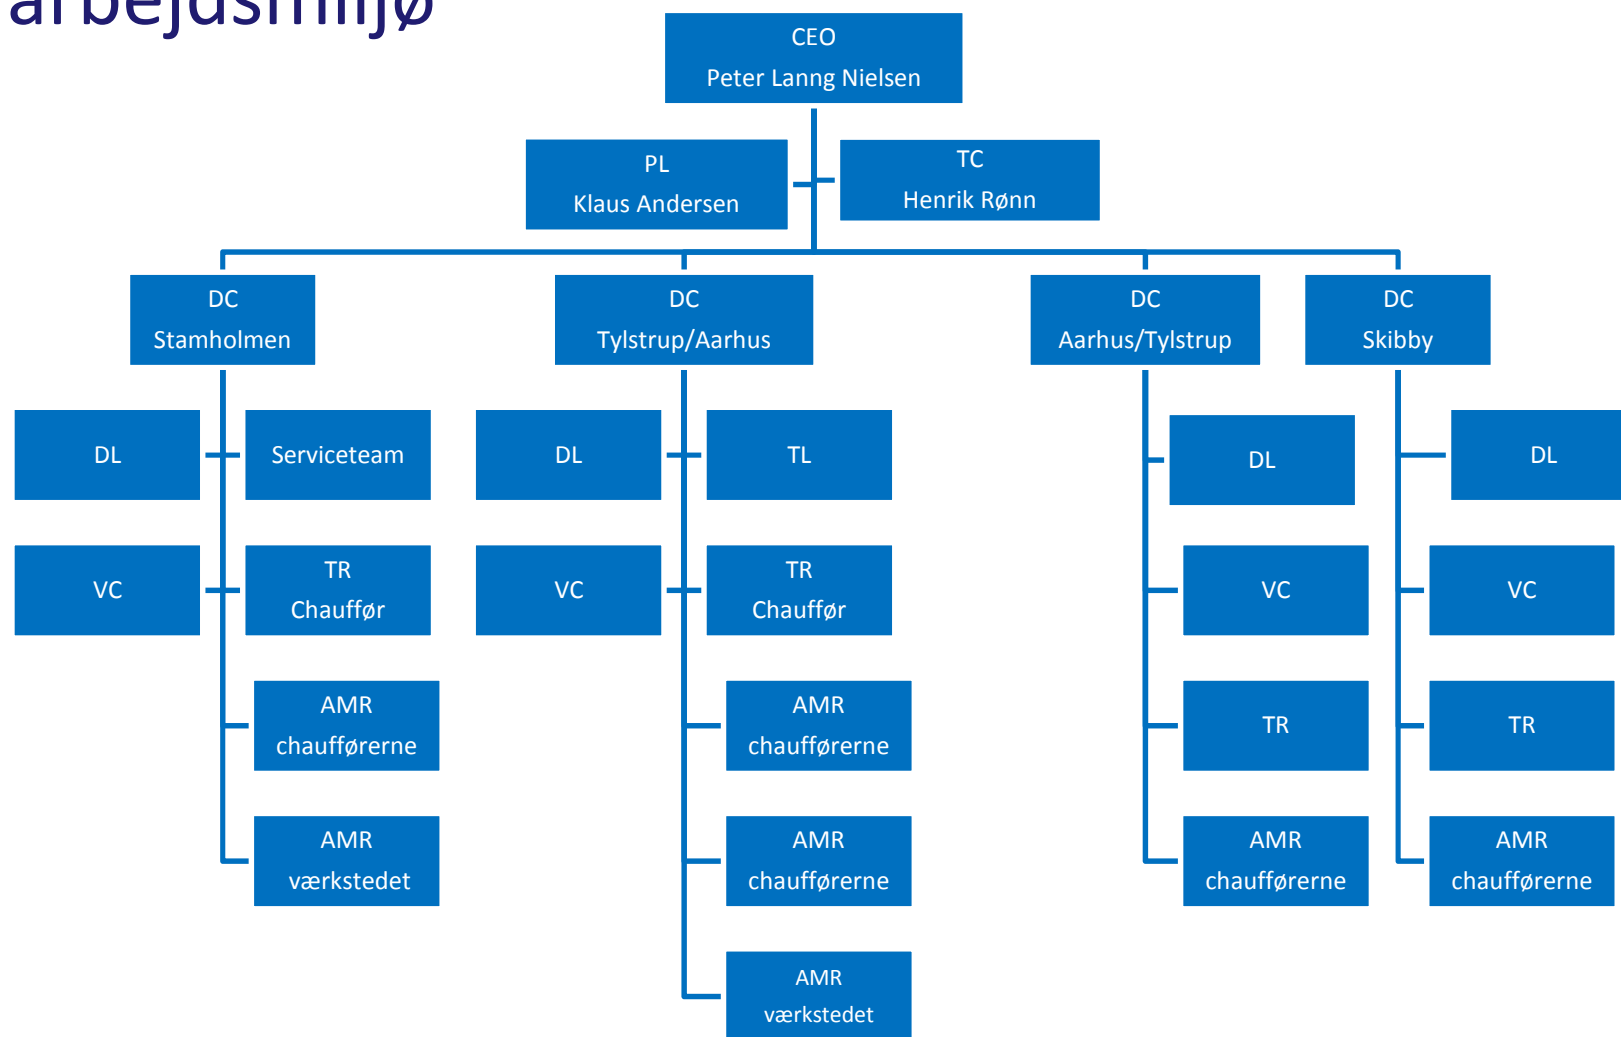 arbejdsmiljø
CEO
Peter Lanng Nielsen
PL
Klaus Andersen
TC
Henrik Rønn
DC
Stamholmen
DC
Tylstrup/Aarhus
DC
Aarhus/Tylstrup
DC
Skibby
DL
Serviceteam
DL
TL
DL
DL
VC
TR
Chauffør
VC
TR
Chauffør
VC
VC
AMR
chaufførerne
AMR
chaufførerne
TR
TR
AMR
værkstedet
AMR
chaufførerne
AMR
chaufførerne
AMR
chaufførerne
AMR
værkstedet